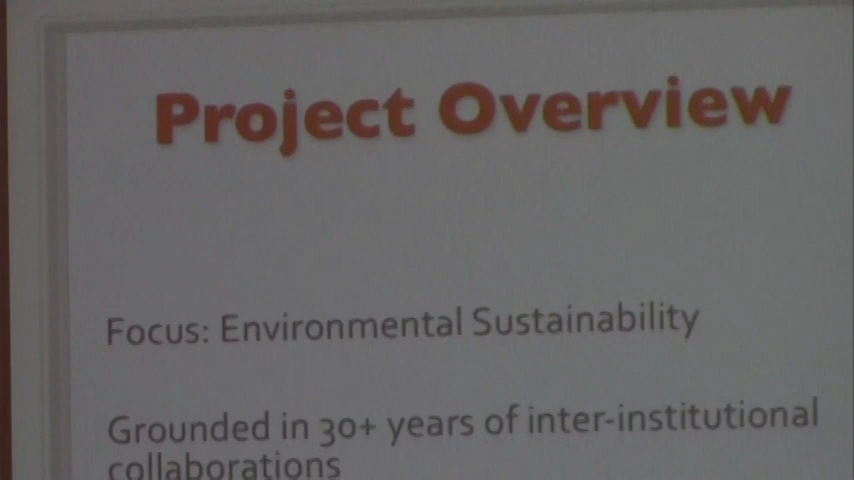 Project Overview
Focus: Environmental Sustainability
Grounded in 30+ years of inter-institutional
collaborations